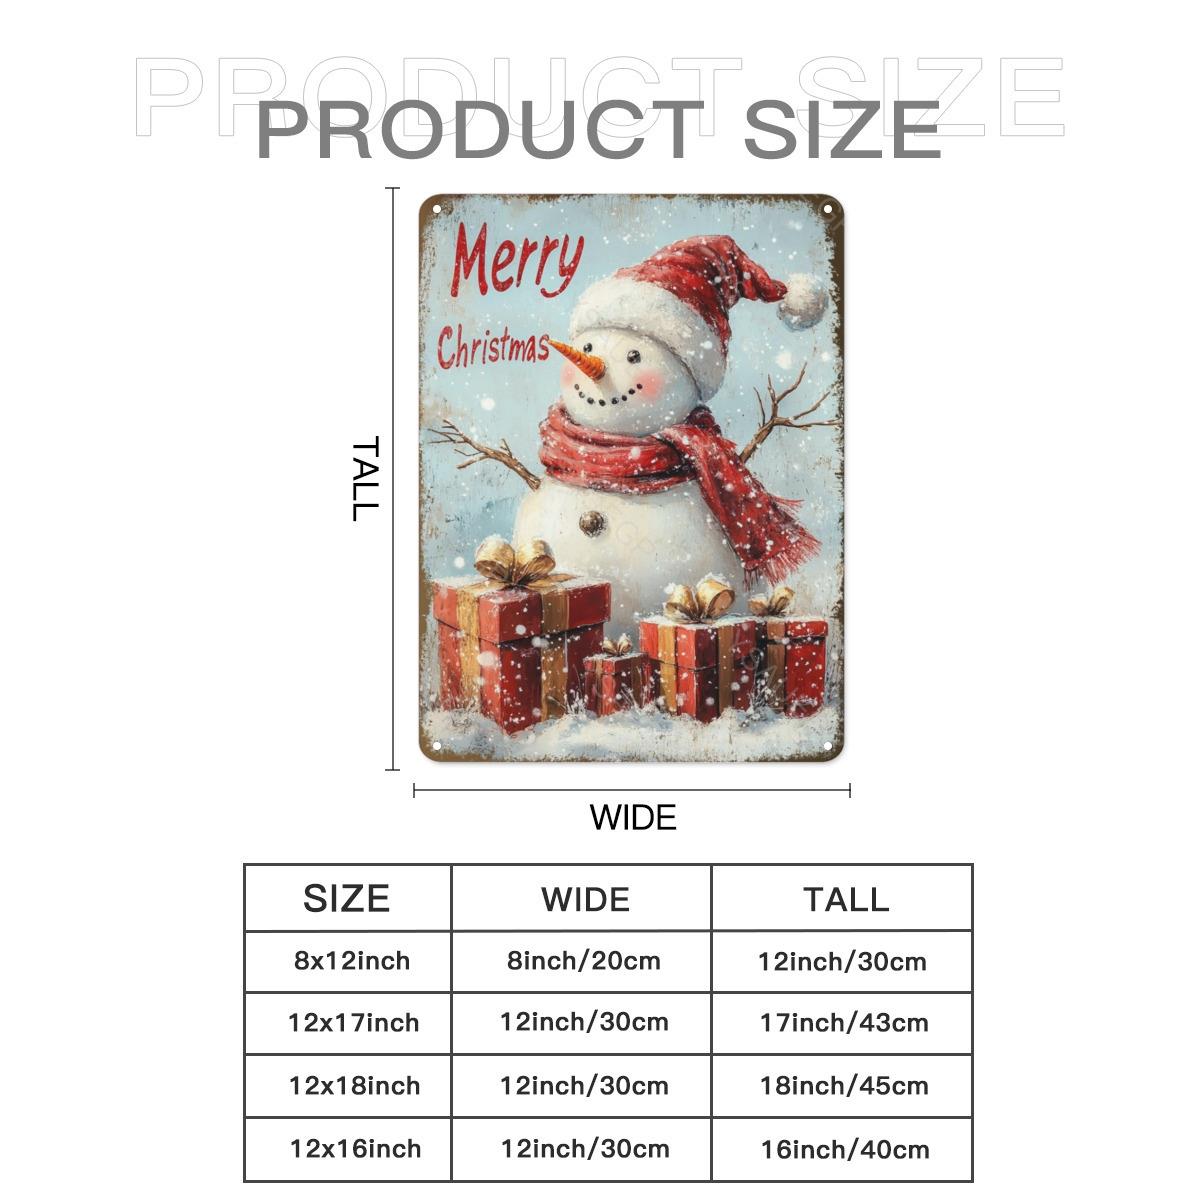 PRODUCT SIZE
PRODUCT SIZE
Merry
Christmas
TALL
WIDE
SIZE WIDE TALL
8x12inch 8inch/20cm 12inch/30cm
12x17inch 12inch/30cm 17inch/43cm
12x18inch 12inch/30cm 18inch/45cm
12x16inch 12inch/30cm 16inch/40cm